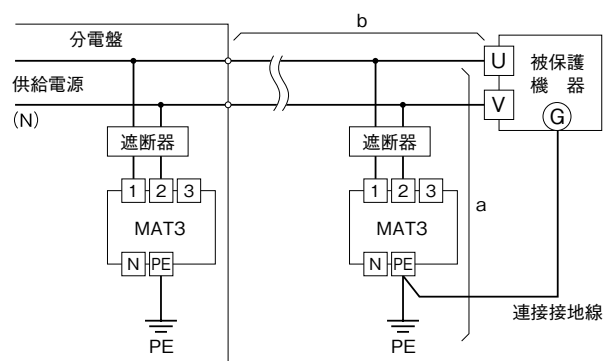 分電盤
b
供給電源
(N)
U
V
被保護
機 器
G
遮断器
遮断器
1 2 3
1 2 3
MAT3
MAT3
a
N PE
N PE
連接接地線
PE
PE